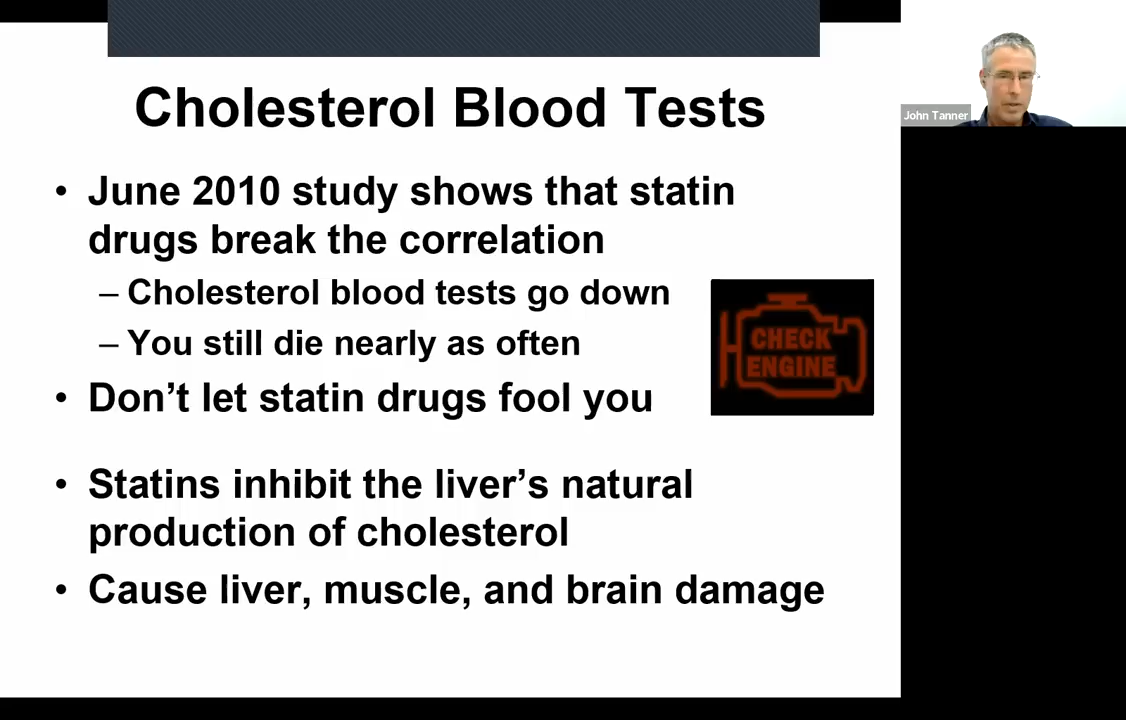 Cholesterol Blood Tests
• June 2010 study shows that statin
drugs break the correlation
– Cholesterol blood tests go down
– You still die nearly as often
• Don’t let statin drugs fool you
• Statins inhibit the liver’s natural
production of cholesterol
• Cause liver, muscle, and brain damage
CHECK
ENGINE
John Tanner